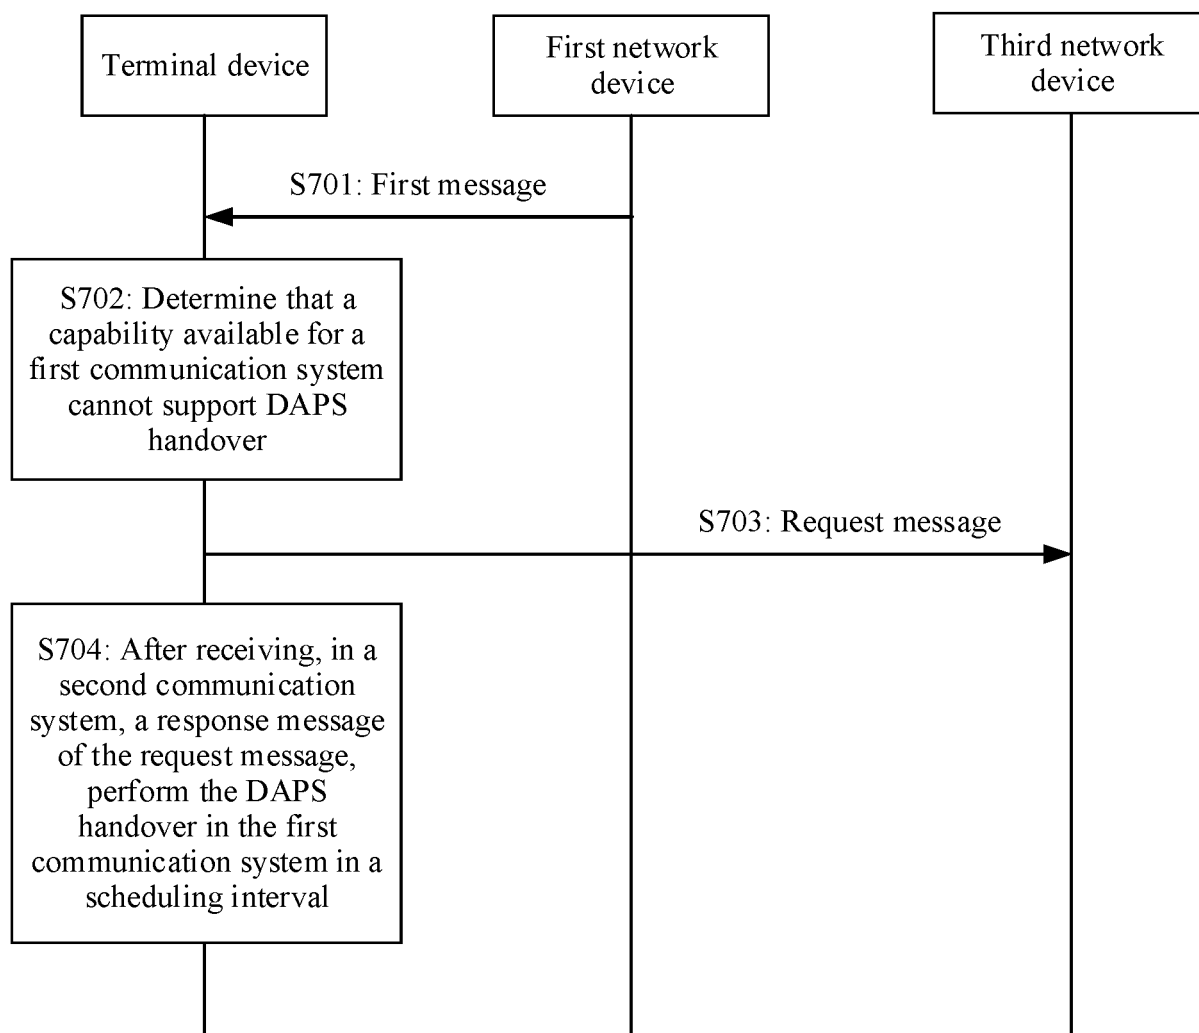 Terminal device
First network
device
Third network
device
S701: First message
S702: Determine that a
capability available for a
first communication system
cannot support DAPS
handover
S703: Request message
S704: After receiving, in a
second communication
system, a response message
of the request message,
perform the DAPS
handover in the first
communication system in a
scheduling interval